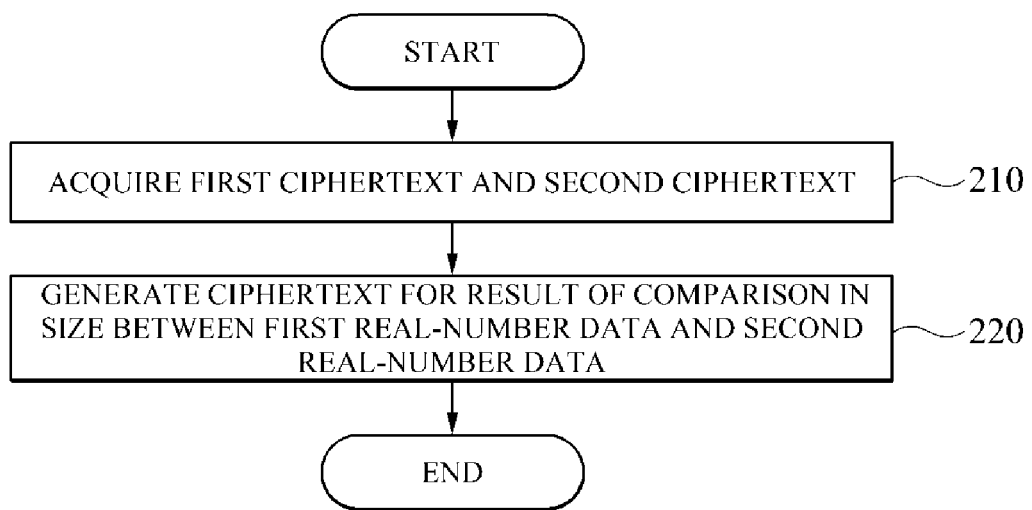 START
ACQUIRE FIRST CIPHERTEXT AND SECOND CIPHERTEXT
210
GENERATE CIPHERTEXT FOR RESULT OF COMPARISON IN
SIZE BETWEEN FIRST REAL-NUMBER DATA AND SECOND
REAL-NUMBER DATA
220
END